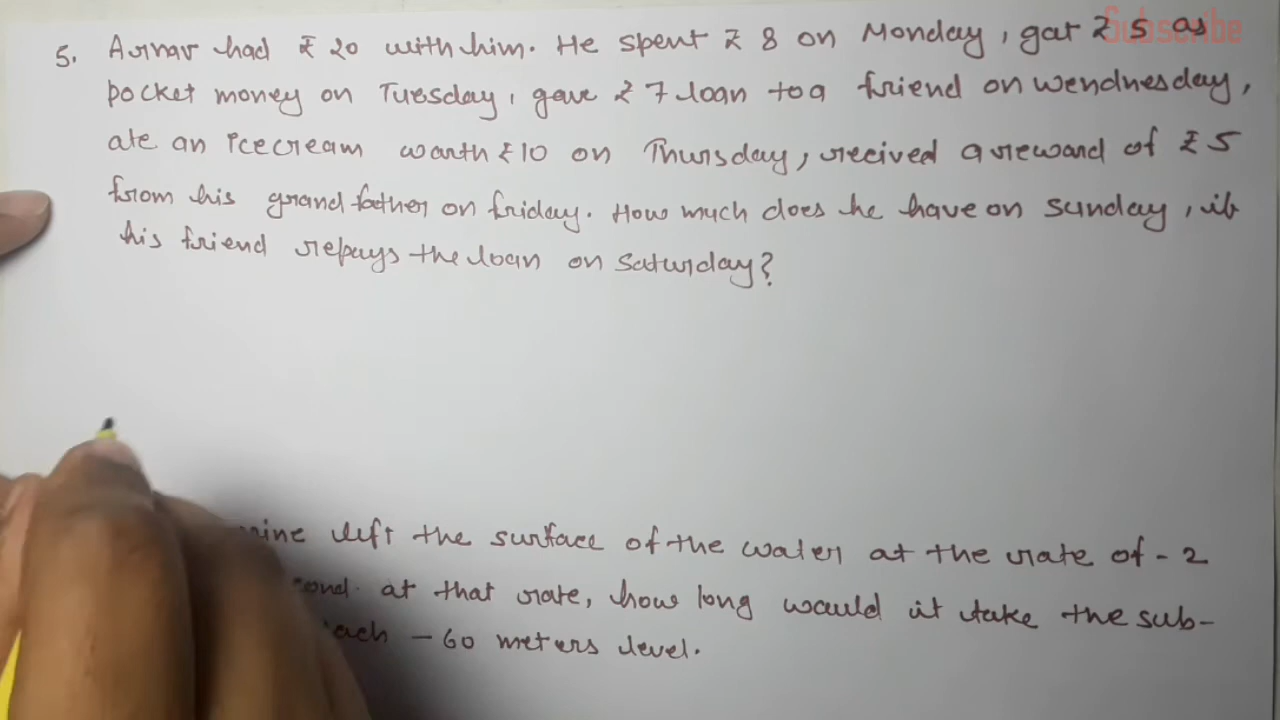 5. Arnav had ₹ 20 with him. He spent ₹ 8 on Monday, got ₹ 5 as
Subscribe
pocket money on Tuesday, gave ₹ 7 loan to a friend on wendnesday,
ate an icecream worth ₹10 on Thursday, recived a reward of ₹ 5
from his grand father on friday. How much does he have on sunday, if
his friend repays the loan on saturday?
left the surface of the water at the rate of - 2
at that rate, how long would it take the sub-
- 60 meters level.